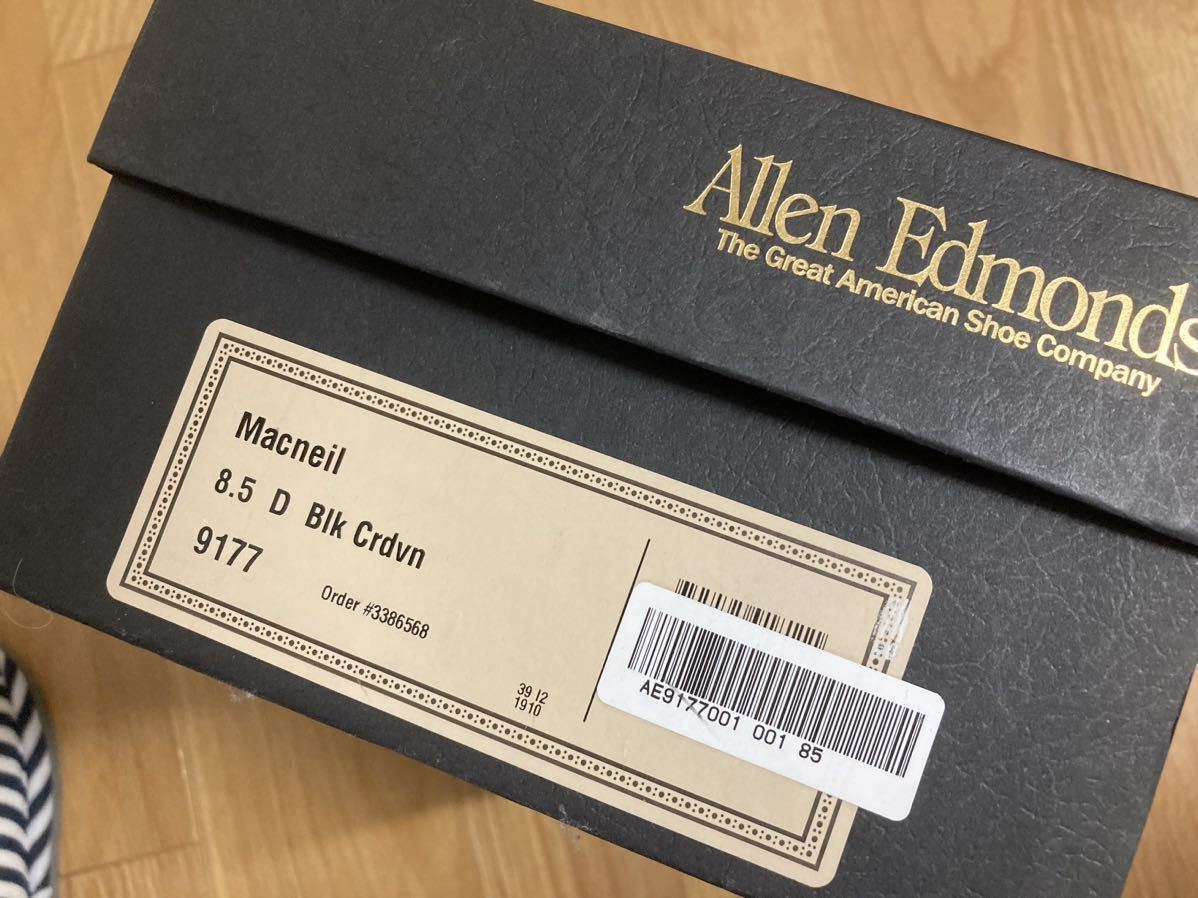 Allen Edmonds
The Great American Shoe Company
Macneil
8.5 D Blk Crdvn
9177
Order #3386568
39 12
1910
AE9177001 001 85